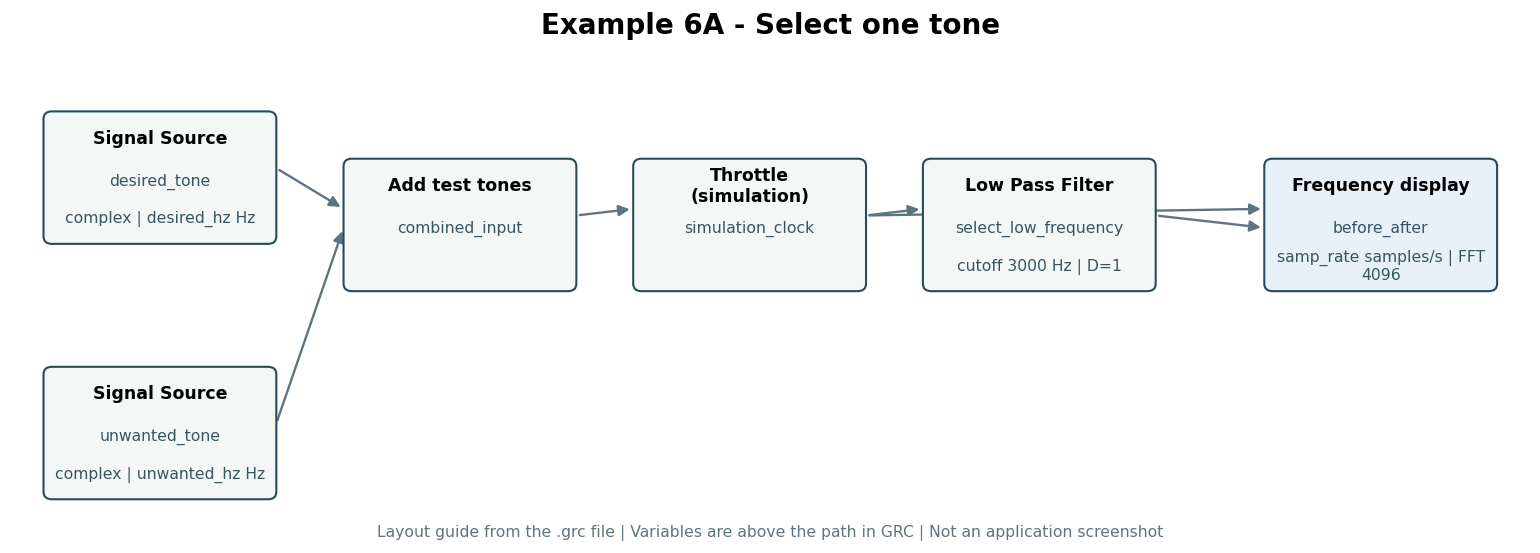 Example 6A - Select one tone
Signal Source
desired_tone
complex | desired_hz Hz
Add test tones
combined_input
Throttle
(simulation)
simulation_clock
Low Pass Filter
select_low_frequency
cutoff 3000 Hz | D=1
Frequency display
before_after
samp_rate samples/s | FFT
4096
Signal Source
unwanted_tone
complex | unwanted_hz Hz
Layout guide from the .grc file | Variables are above the path in GRC | Not an application screenshot